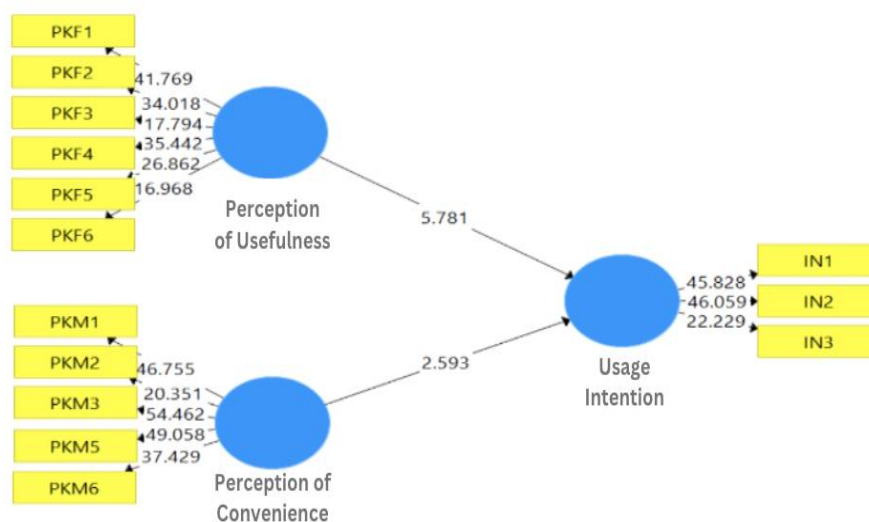 PKF1
PKF2
PKF3
PKF4
PKF5
PKF6
41.769
34.018
17.794
35.442
26.862
16.968
Perception
of Usefulness
5.781
PKM1
PKM2
PKM3
PKM5
PKM6
46.755
20.351
54.462
49.058
37.429
Perception of
Convenience
2.593
Usage
Intention
45.828
46.059
22.229
IN1
IN2
IN3